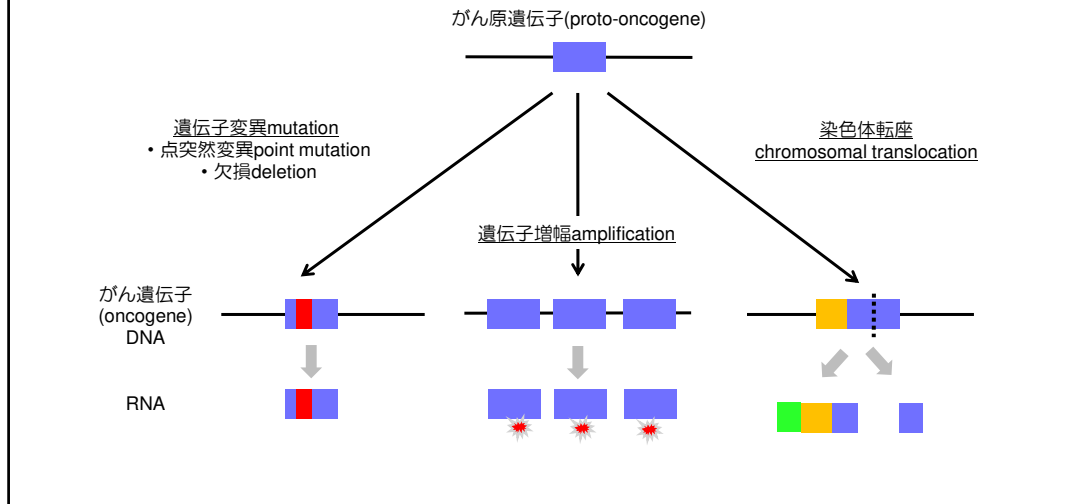 がん原遺伝子(proto-oncogene)
遺伝子変異mutation
・点突然変異point mutation
・欠損deletion
染色体転座
chromosomal translocation
遺伝子増幅amplification
がん遺伝子
(oncogene)
DNA
RNA